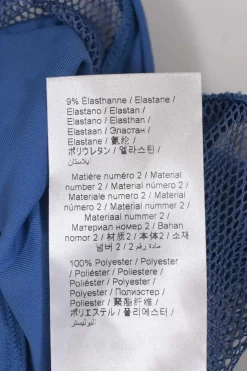 9% Élasthanne / Elastane /
Elastano / Elastan /
Elasthan / Elastano /
Elastaan / Эластан /
Elastane / 氨纶 /
ポリウレタン / 엘라스틴 /
إيلاستان
Matière numéro 2 / Material
number 2 / Material número
2 / Materiale numero 2 /
Material nummer 2 /
Material número 2 /
Materiaal nummer 2 /
Материал 2 / Bahan
nomor 2 / 材质2 / 本体2 / 소재
넘버 2 / مادة رقم 2
100% Polyester / Polyester
/ Poliéster / Poliestere /
Polyester / Poliéster /
Polyester / Полиэстер /
Polyester / 聚酯纤维 /
ポリエステル / 폴리에스터 /
البوليستر